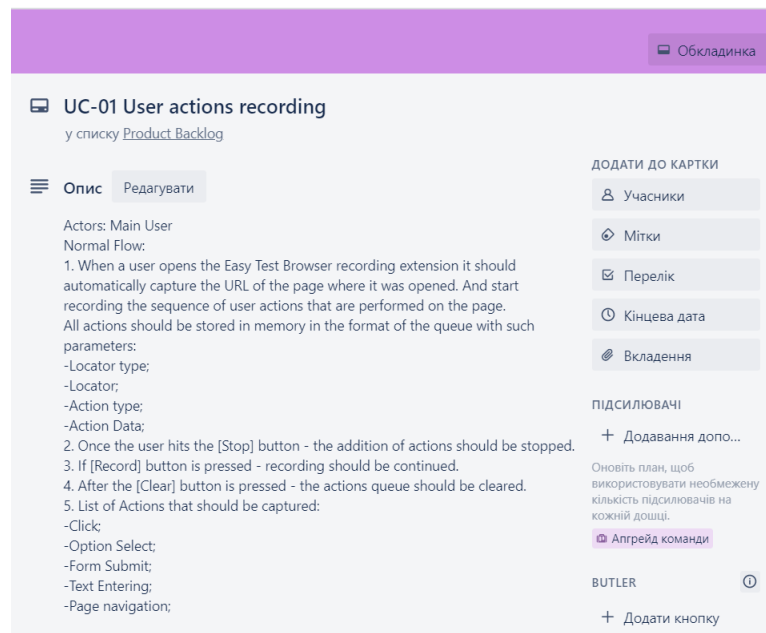 Обкладинка
UC-01 User actions recording
у списку Product Backlog
Опис
Редагувати
Actors: Main User
Normal Flow:
1. When a user opens the Easy Test Browser recording extension it should
automatically capture the URL of the page where it was opened. And start
recording the sequence of user actions that are performed on the page.
All actions should be stored in memory in the format of the queue with such
parameters:
-Locator type;
-Locator;
-Action type;
-Action Data;
2. Once the user hits the [Stop] button - the addition of actions should be stopped.
3. If [Record] button is pressed - recording should be continued.
4. After the [Clear] button is pressed - the actions queue should be cleared.
5. List of Actions that should be captured:
-Click;
-Option Select;
-Form Submit;
-Text Entering;
-Page navigation;
ДОДАТИ ДО КАРТКИ
Учасники
Мітки
Перелік
Кінцева дата
Вкладення
ПІДСИЛЮВАЧІ
+ Додавання допо...
Оновіть план, щоб
використовувати необмежену
кількість підсилювачів на
кожній дошці.
Апгрейд команди
BUTLER
+ Додати кнопку